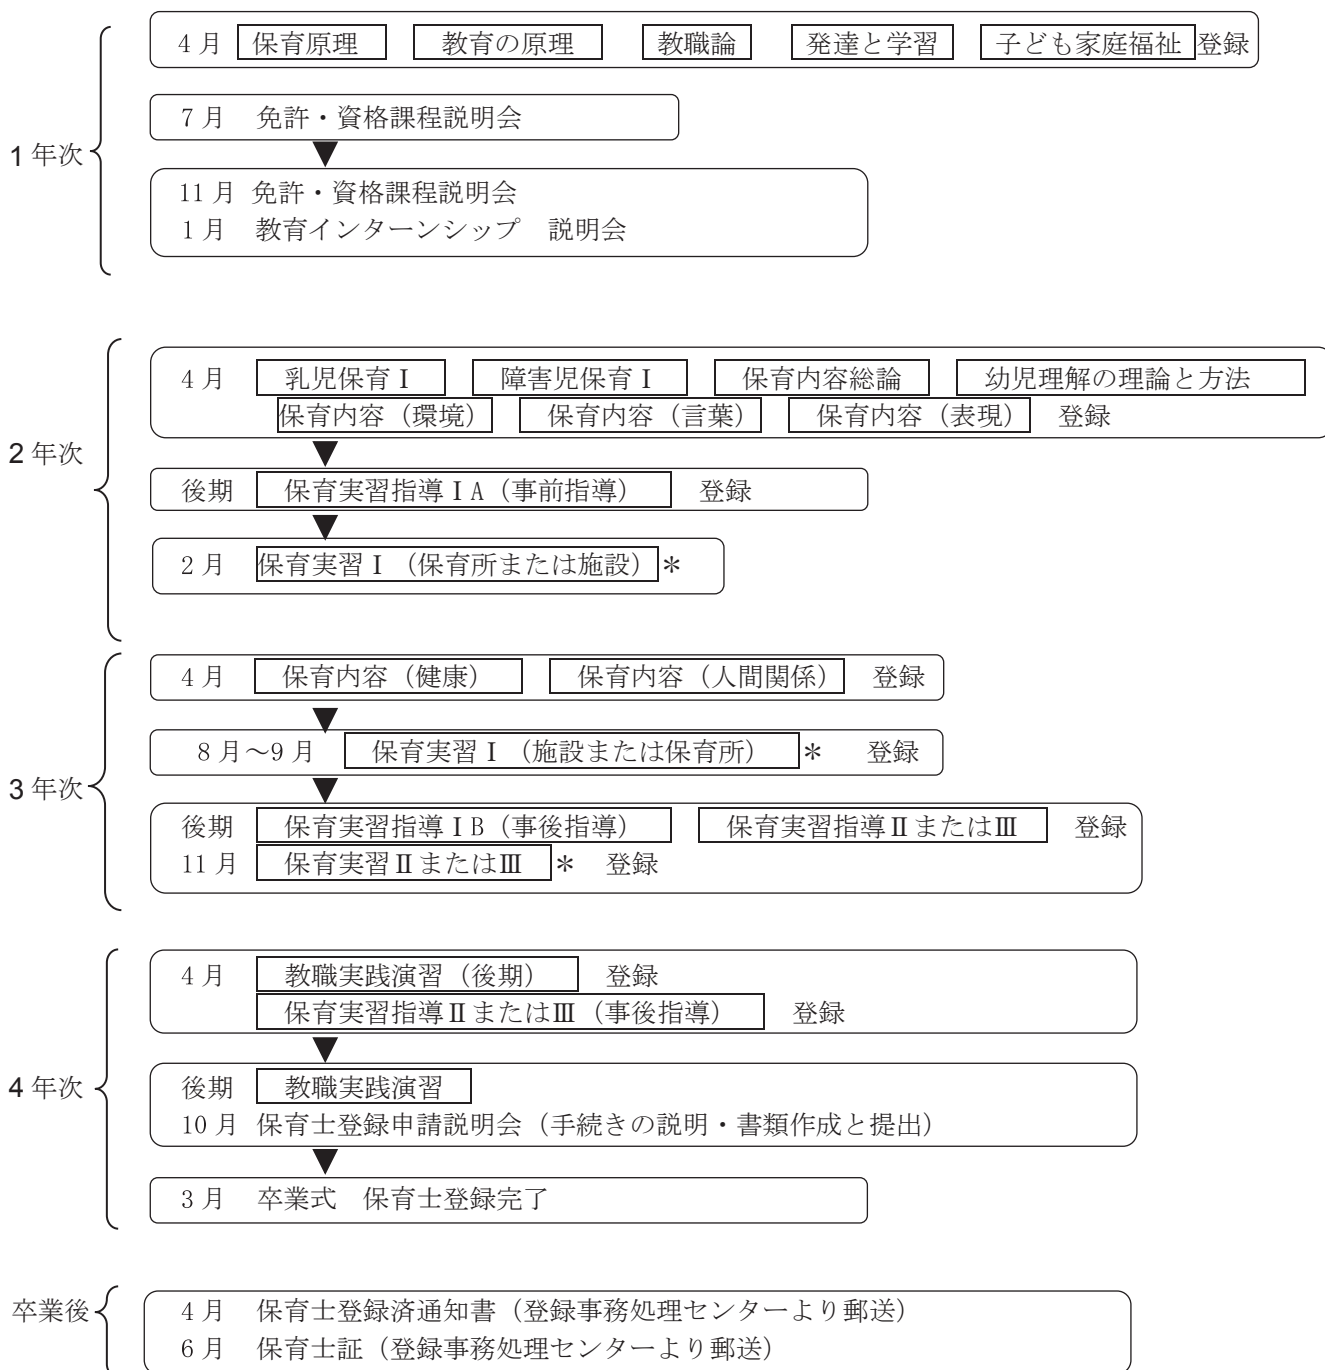 4月 保育原理 教育の原理 教職論 発達と学習 子ども家庭福祉 登録
7月 免許・資格課程説明会
1年次
▼
11月 免許・資格課程説明会
1月 教育インターンシップ 説明会
4月 乳児保育Ⅰ 障害児保育Ⅰ 保育内容総論 幼児理解の理論と方法
保育内容（環境） 保育内容（言葉） 保育内容（表現） 登録
2年次
▼
後期 保育実習指導ⅠA（事前指導） 登録
▼
2月 保育実習Ⅰ（保育所または施設）＊
4月 保育内容（健康） 保育内容（人間関係） 登録
▼
8月～9月 保育実習Ⅰ（施設または保育所）＊ 登録
3年次
▼
後期 保育実習指導ⅠB（事後指導） 保育実習指導ⅡまたはⅢ 登録
11月 保育実習ⅡまたはⅢ＊ 登録
4月 教職実践演習（後期） 登録
保育実習指導ⅡまたはⅢ（事後指導） 登録
▼
4年次
後期 教職実践演習
10月 保育士登録申請説明会（手続きの説明・書類作成と提出）
▼
3月 卒業式 保育士登録完了
卒業後
4月 保育士登録済通知書（登録事務処理センターより郵送）
6月 保育士証（登録事務処理センターより郵送）